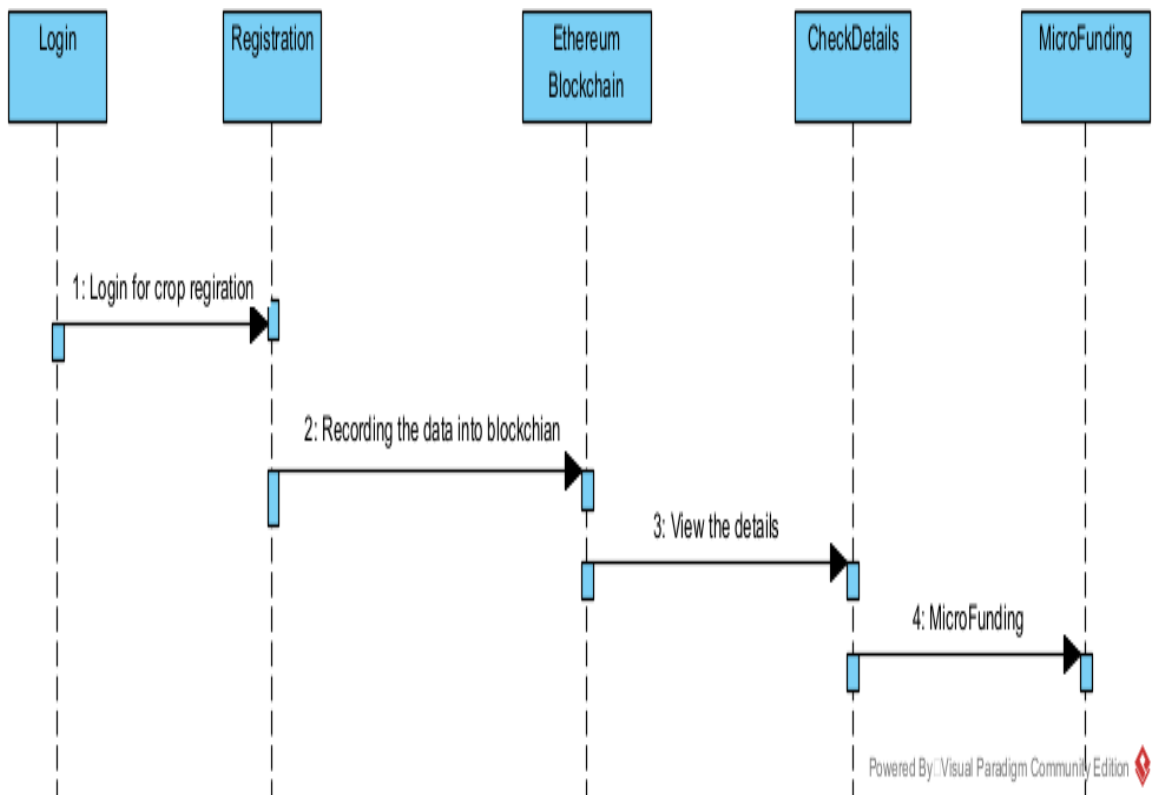 Login
Registration
Ethereum
Blockchain
CheckDetails
MicroFunding
1: Login for crop regiration
2: Recording the data into blockchian
3: View the details
4: MicroFunding
Powered By Visual Paradigm Community Edition